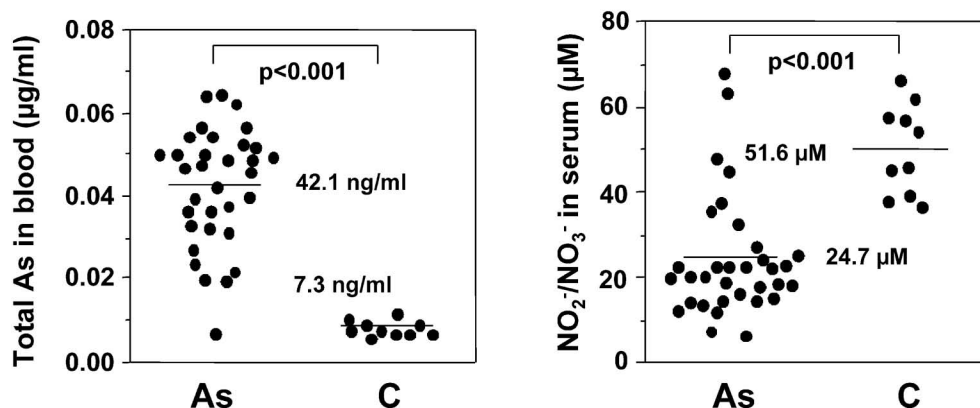 Total As in blood (µg/ml)
0.08
0.06
0.04
0.02
0.00
p<0.001
42.1 ng/ml
7.3 ng/ml
As
C
NO₂⁻/NO₃⁻ in serum (µM)
80
60
40
20
0
p<0.001
51.6 µM
24.7 µM
As
C